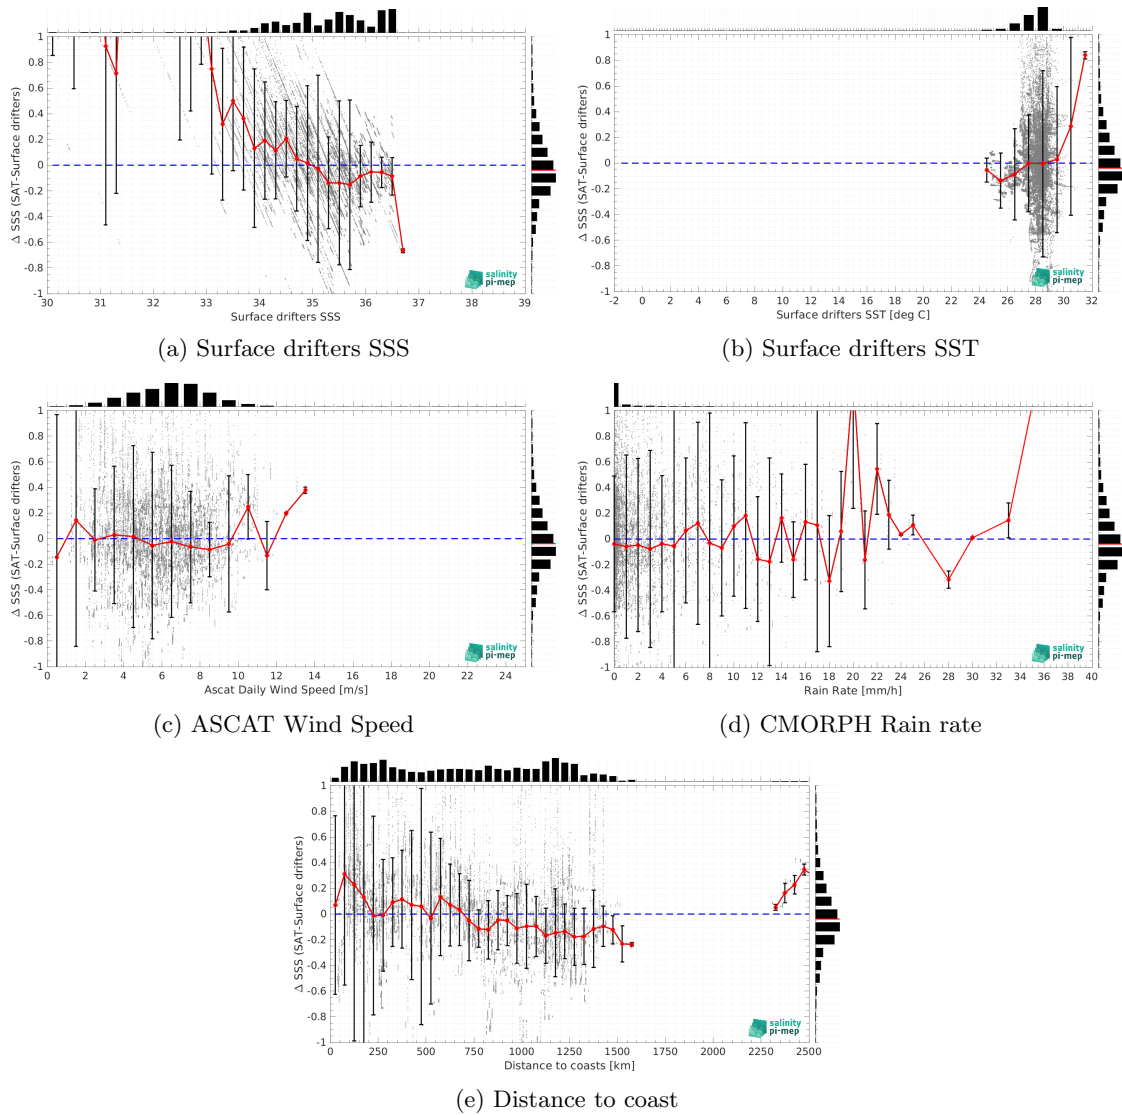 Δ SSS (SAT-Surface drifters)
1
0.8
0.6
0.4
0.2
0
-0.2
-0.4
-0.6
-0.8
-1
30 31 32 33 34 35 36 37 38 39
Surface drifters SSS
salinity
pi-mep
(a) Surface drifters SSS
Δ SSS (SAT-Surface drifters)
1
0.8
0.6
0.4
0.2
0
-0.2
-0.4
-0.6
-0.8
-1
-2 0 2 4 6 8 10 12 14 16 18 20 22 24 26 28 30 32
Surface drifters SST [deg C]
salinity
pi-mep
(b) Surface drifters SST
Δ SSS (SAT-Surface drifters)
1
0.8
0.6
0.4
0.2
0
-0.2
-0.4
-0.6
-0.8
-1
0 2 4 6 8 10 12 14 16 18 20 22 24
Ascat Daily Wind Speed [m/s]
salinity
pi-mep
(c) ASCAT Wind Speed
Δ SSS (SAT-Surface drifters)
1
0.8
0.6
0.4
0.2
0
-0.2
-0.4
-0.6
-0.8
-1
0 2 4 6 8 10 12 14 16 18 20 22 24 26 28 30 32 34 36 38 40
Rain Rate [mm/h]
salinity
pi-mep
(d) CMORPH Rain rate
Δ SSS (SAT-Surface drifters)
1
0.8
0.6
0.4
0.2
0
-0.2
-0.4
-0.6
-0.8
-1
0 250 500 750 1000 1250 1500 1750 2000 2250 2500
Distance to coasts [km]
salinity
pi-mep
(e) Distance to coast